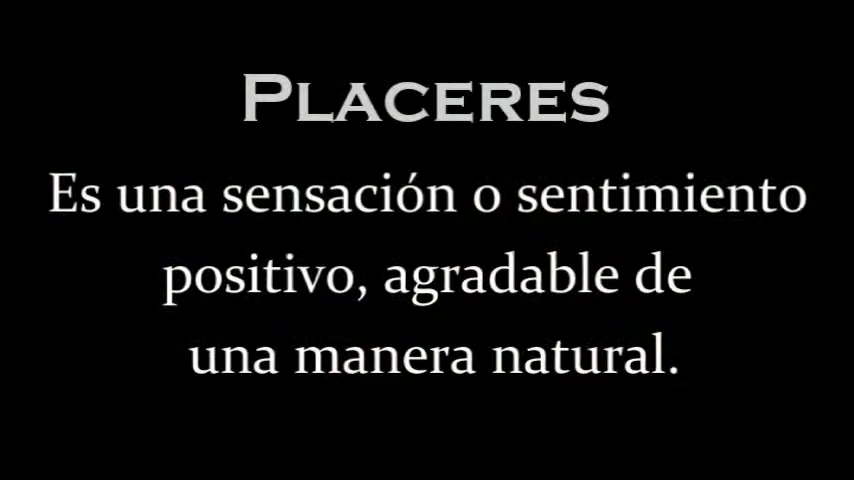 PLACERES
Es una sensación o sentimiento
positivo, agradable de
una manera natural.